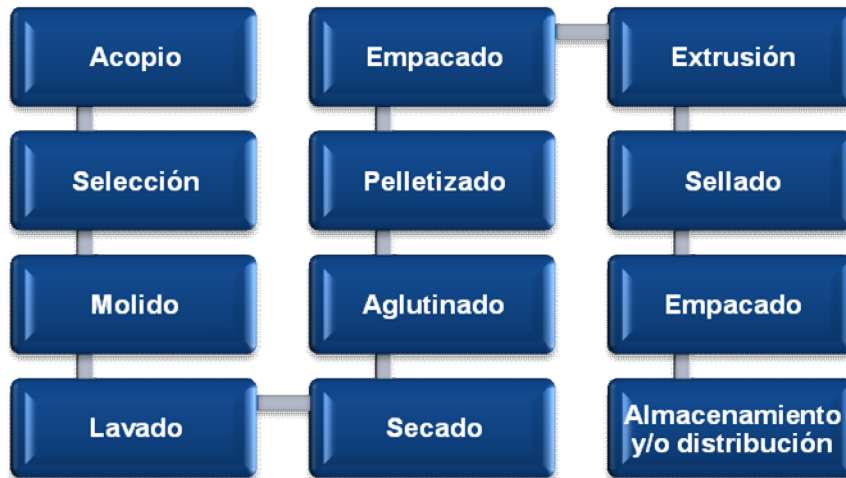 Acopio
Selección
Molido
Lavado
Secado
Aglutinado
Pelletizado
Empacado
Extrusión
Sellado
Empacado
Almacenamiento
y/o distribución